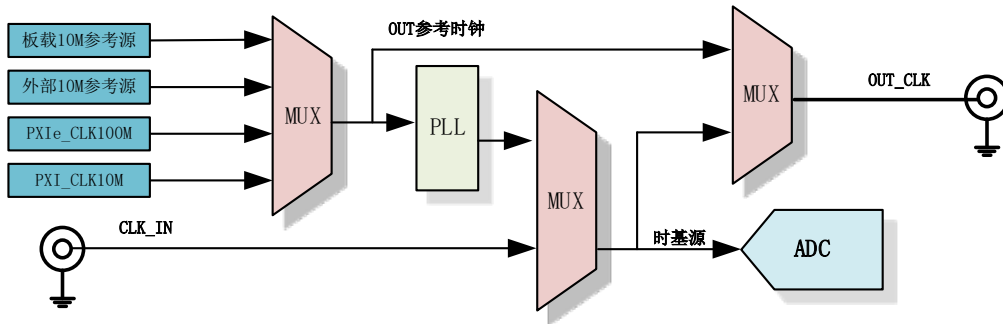 板载10M参考源
外部10M参考源
PXIe_CLK100M
PXI_CLK10M
CLK_IN
MUX
OUT参考时钟
PLL
MUX
时基源
MUX
OUT_CLK
ADC